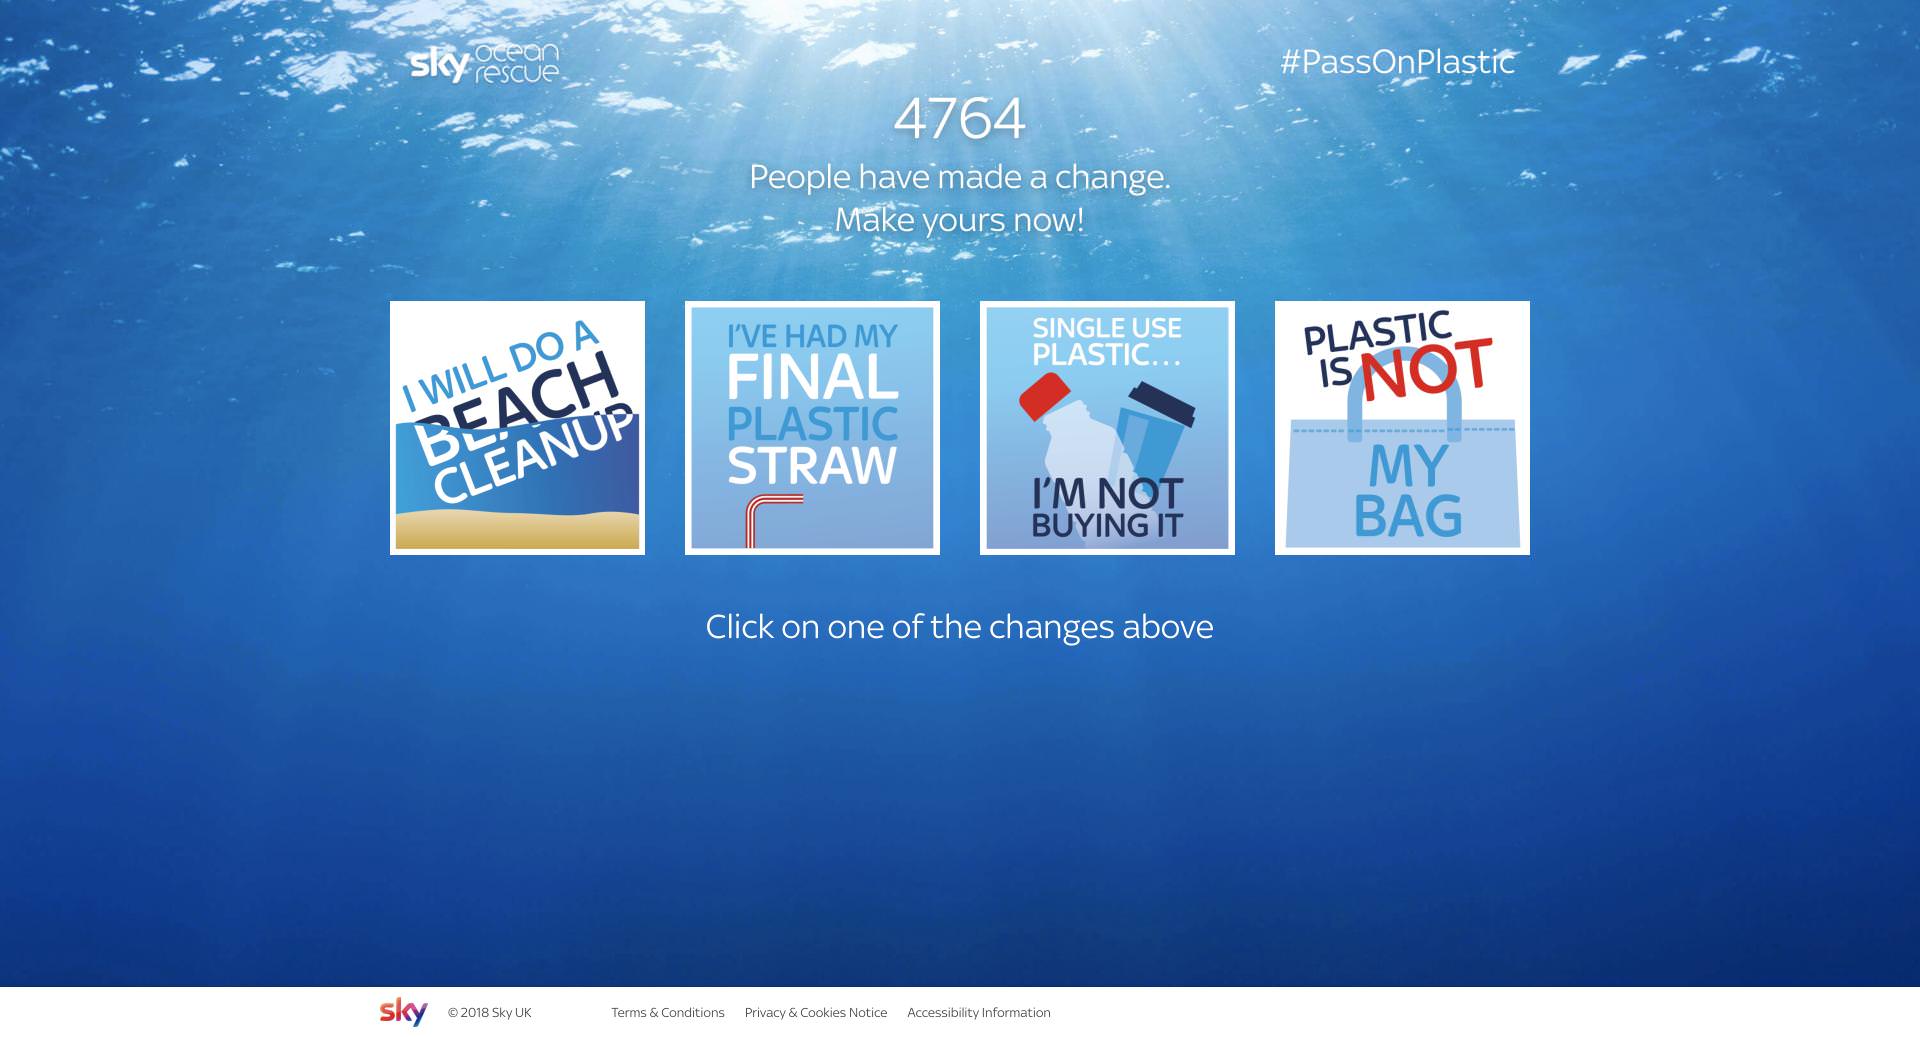 sky ocean rescue
#PassOnPlastic
4764
People have made a change.
Make yours now!
I WILL DO A
BEACH
CLEANUP
I'VE HAD MY
FINAL
PLASTIC
STRAW
SINGLE USE
PLASTIC...
I'M NOT
BUYING IT
PLASTIC
IS NOT
MY
BAG
Click on one of the changes above
sky © 2018 Sky UK Terms & Conditions Privacy & Cookies Notice Accessibility Information